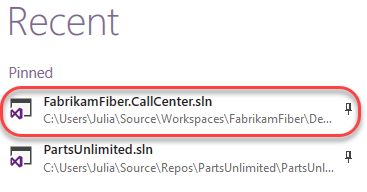 Recent
Pinned
FabrikamFiber.CallCenter.sln
C:\Users\Julia\Source\Workspaces\FabrikamFiber\De...
PartsUnlimited.sln
C:\Users\Julia\Source\Repos\PartsUnlimited\PartsUnl...